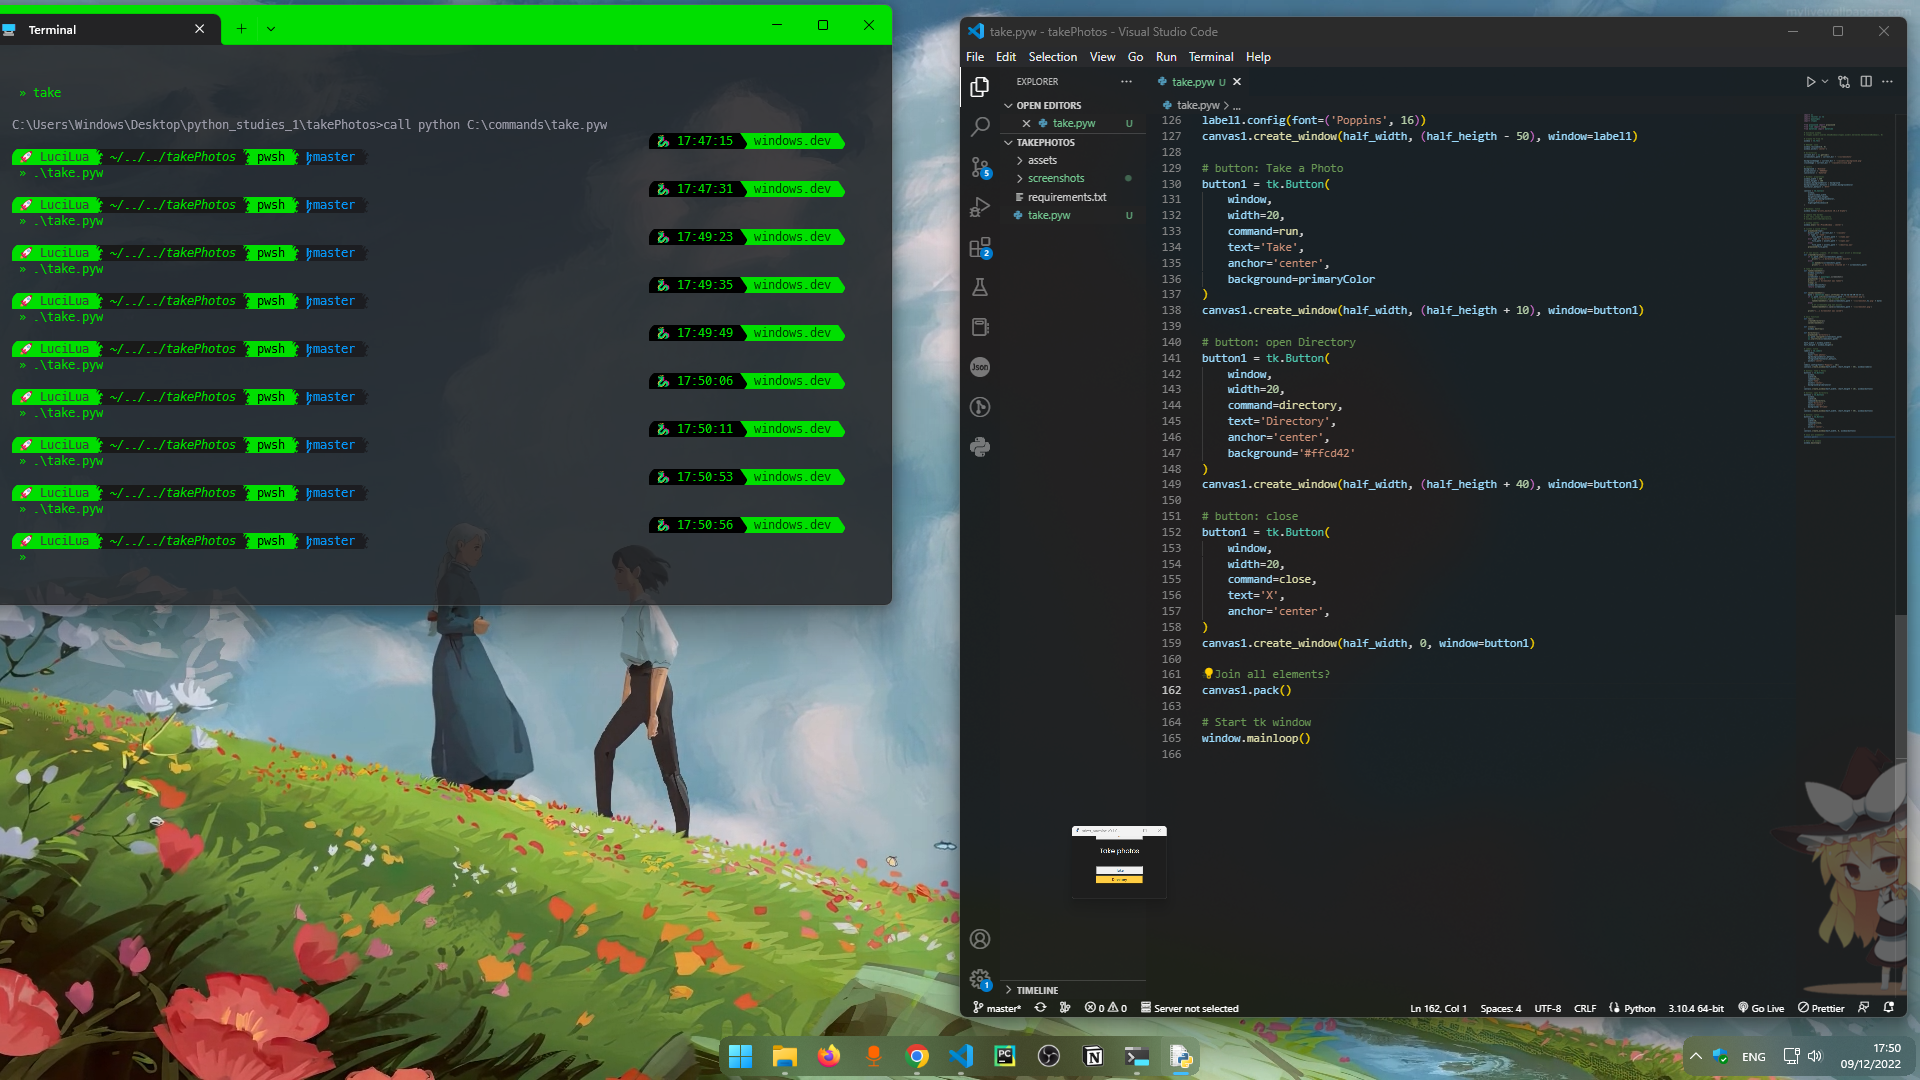 Terminal
» take
C:\Users\Windows\Desktop\python_studies_1\takePhotos>call python C:\commands\take.pyw
17:47:15 windows.dev
LuciLua ~/../../takePhotos pwsh master
» .\take.pyw
17:47:31 windows.dev
LuciLua ~/../../takePhotos pwsh master
» .\take.pyw
17:49:23 windows.dev
LuciLua ~/../../takePhotos pwsh master
» .\take.pyw
17:49:35 windows.dev
LuciLua ~/../../takePhotos pwsh master
» .\take.pyw
17:49:49 windows.dev
LuciLua ~/../../takePhotos pwsh master
» .\take.pyw
17:50:06 windows.dev
LuciLua ~/../../takePhotos pwsh master
» .\take.pyw
17:50:11 windows.dev
LuciLua ~/../../takePhotos pwsh master
» .\take.pyw
17:50:53 windows.dev
LuciLua ~/../../takePhotos pwsh master
» .\take.pyw
17:50:56 windows.dev
LuciLua ~/../../takePhotos pwsh master
»
mylivewallpapers.com
take.pyw - takePhotos - Visual Studio Code
File Edit Selection View Go Run Terminal Help
EXPLORER
OPEN EDITORS
take.pyw U
TAKEPHOTOS
assets
screenshots
requirements.txt
take.pyw U
5
2
Json
1
TIMELINE
take.pyw U
take.pyw > ...
126 label1.config(font=('Poppins', 16))
127 canvas1.create_window(half_width, (half_heigth - 50), window=label1)
128
129 # button: Take a Photo
130 button1 = tk.Button(
131 window,
132 width=20,
133 command=run,
134 text='Take',
135 anchor='center',
136 background=primaryColor
137 )
138 canvas1.create_window(half_width, (half_heigth + 10), window=button1)
139
140 # button: open Directory
141 button1 = tk.Button(
142 window,
143 width=20,
144 command=directory,
145 text='Directory',
146 anchor='center',
147 background='#ffcd42'
148 )
149 canvas1.create_window(half_width, (half_heigth + 40), window=button1)
150
151 # button: close
152 button1 = tk.Button(
153 window,
154 width=20,
155 command=close,
156 text='X',
157 anchor='center',
158 )
159 canvas1.create_window(half_width, 0, window=button1)
160
161 Join all elements?
162 canvas1.pack()
163
164 # Start tk window
165 window.mainloop()
166
Take photos
master* 0 0 Server not selected
Ln 162, Col 1 Spaces: 4 UTF-8 CRLF Python 3.10.4 64-bit Go Live Prettier
PC
N
ENG
17:50
09/12/2022